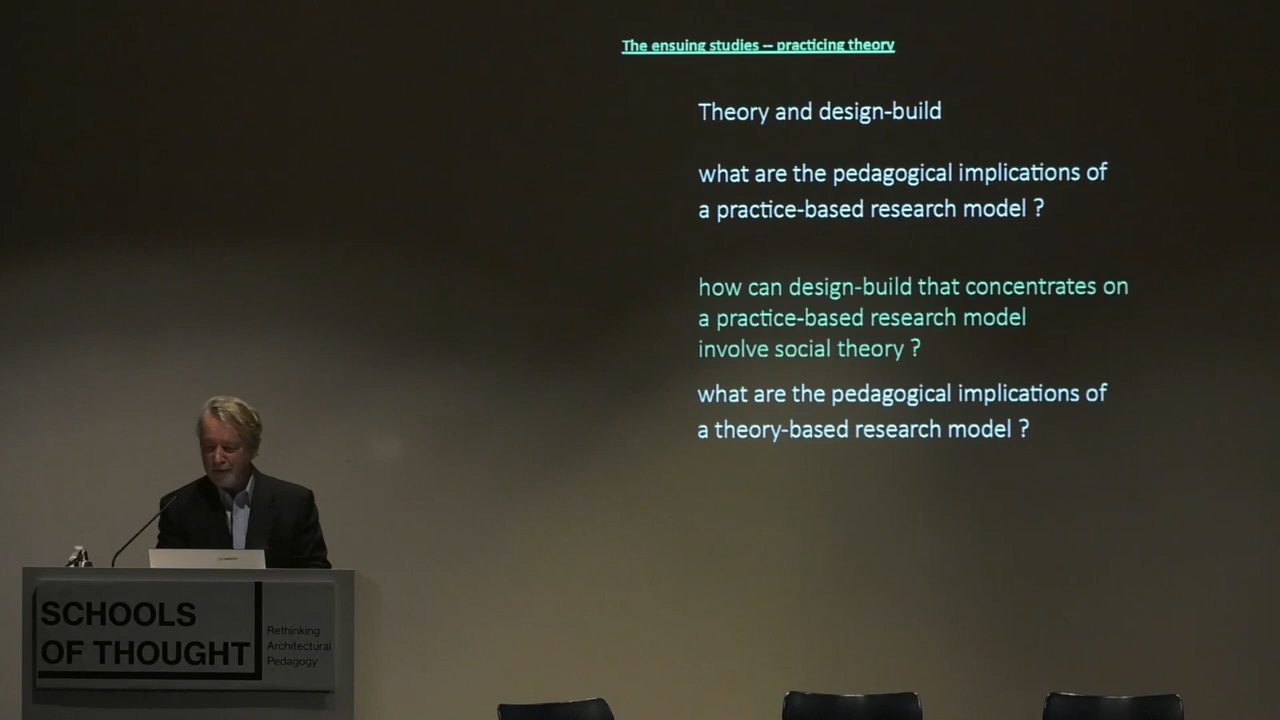 The ensuing studies – practicing theory
Theory and design-build
what are the pedagogical implications of
a practice-based research model ?
how can design-build that concentrates on
a practice-based research model
involve social theory ?
what are the pedagogical implications of
a theory-based research model ?
SCHOOLS
OF THOUGHT
Rethinking
Architectural
Pedagogy